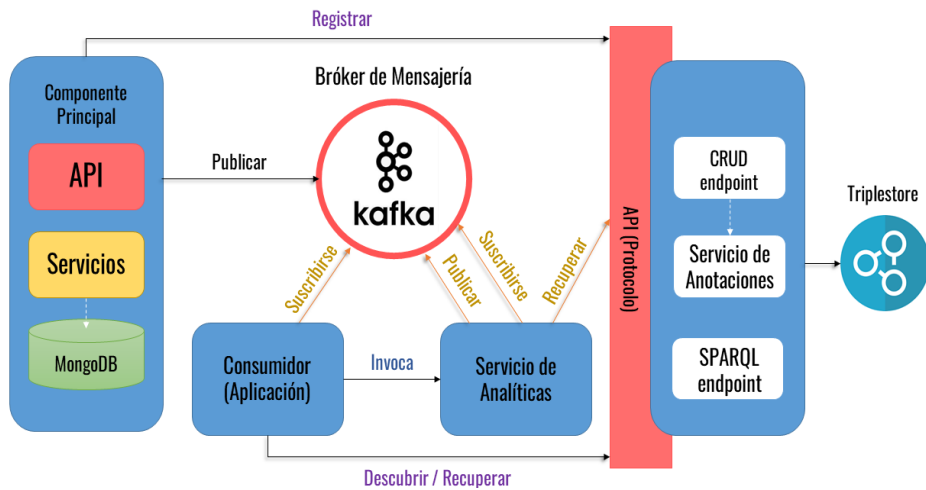 Registrar
Componente
Principal
API
Servicios
MongoDB
Publicar
Bróker de Mensajería
kafka
Suscribirse
Publicar
Suscribirse
Recuperar
Consumidor
(Aplicación)
Invoca
Servicio de
Analíticas
Descubrir / Recuperar
API (Protocolo)
CRUD
endpoint
Servicio de
Anotaciones
SPARQL
endpoint
Triplestore